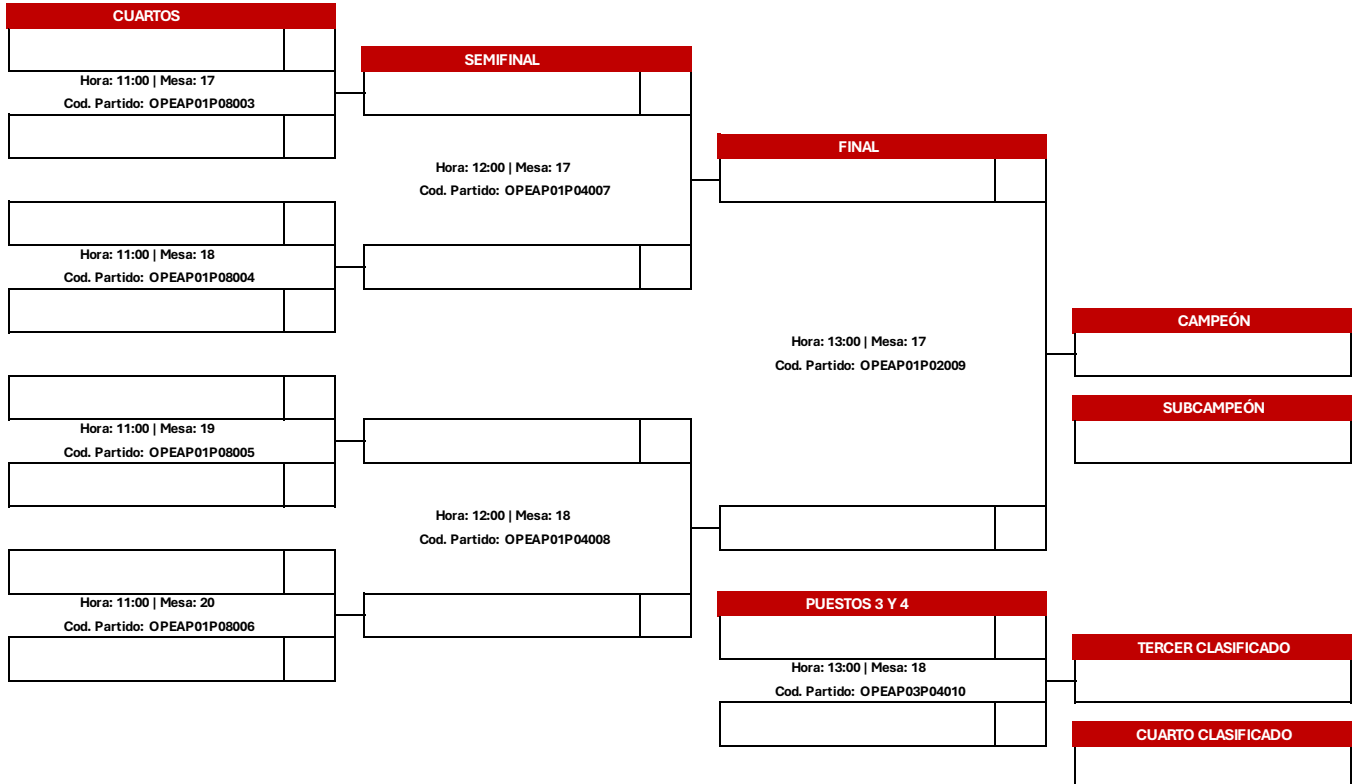 CUARTOS
Hora: 11:00 | Mesa: 17
Cod. Partido: OPEAP01P08003
Hora: 11:00 | Mesa: 18
Cod. Partido: OPEAP01P08004
Hora: 11:00 | Mesa: 19
Cod. Partido: OPEAP01P08005
Hora: 11:00 | Mesa: 20
Cod. Partido: OPEAP01P08006
SEMIFINAL
Hora: 12:00 | Mesa: 17
Cod. Partido: OPEAP01P04007
Hora: 12:00 | Mesa: 18
Cod. Partido: OPEAP01P04008
FINAL
Hora: 13:00 | Mesa: 17
Cod. Partido: OPEAP01P02009
PUESTOS 3 Y 4
Hora: 13:00 | Mesa: 18
Cod. Partido: OPEAP03P04010
CAMPEÓN
SUBCAMPEÓN
TERCER CLASIFICADO
CUARTO CLASIFICADO